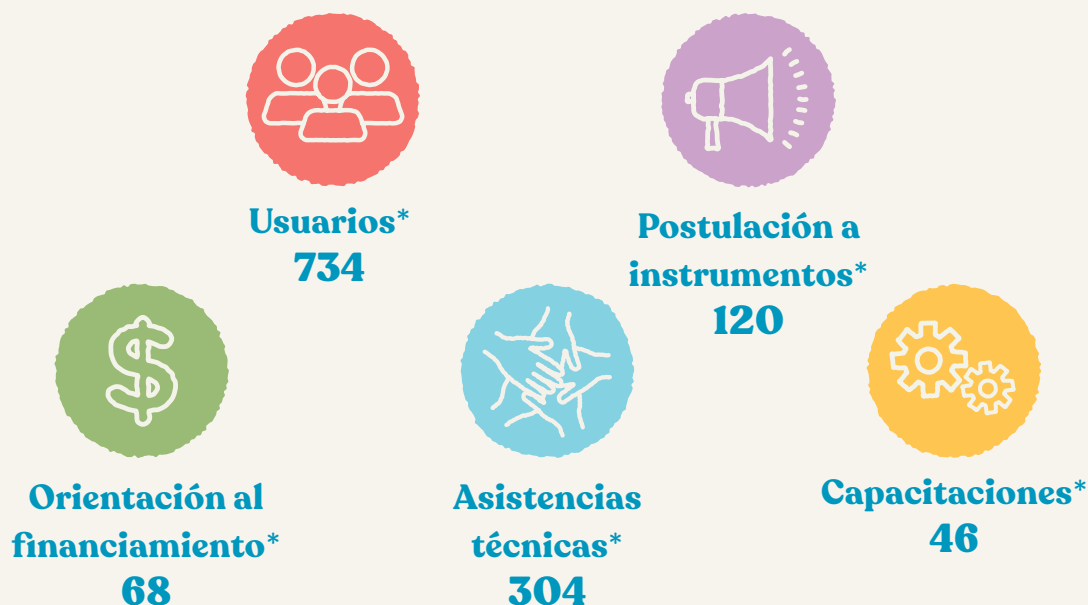 Usuarios*
734
Postulación a
instrumentos*
120
Orientación al
financiamiento*
68
Asistencias
técnicas*
304
Capacitaciones*
46